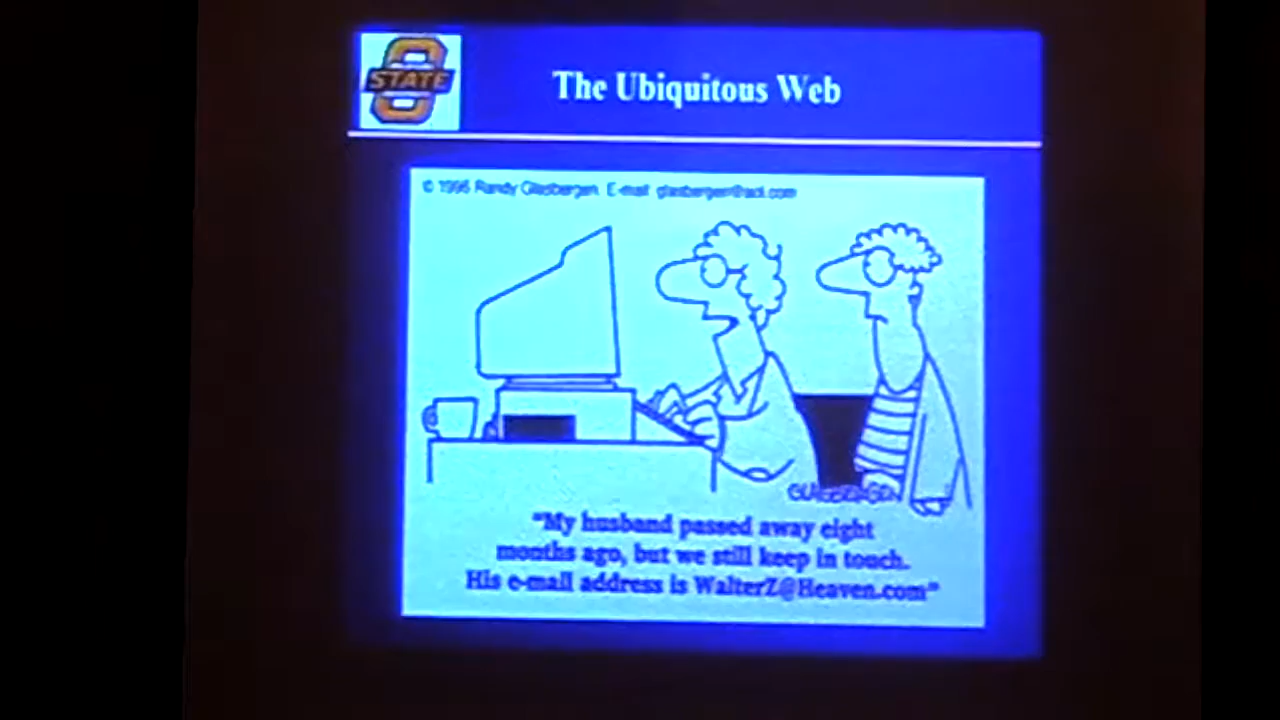 STATE
The Ubiquitous Web
© 1996 Randy Glasbergen. E-mail glasbergen@aol.com
GLASBERGEN
"My husband passed away eight
months ago, but we still keep in touch.
His e-mail address is WalterZ@Heaven.com"